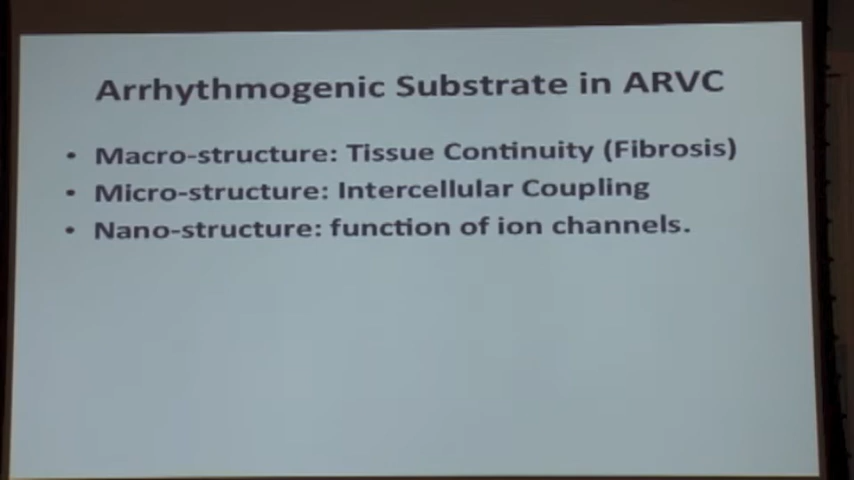 Arrhythmogenic Substrate in ARVC
• Macro-structure: Tissue Continuity (Fibrosis)
• Micro-structure: Intercellular Coupling
• Nano-structure: function of ion channels.